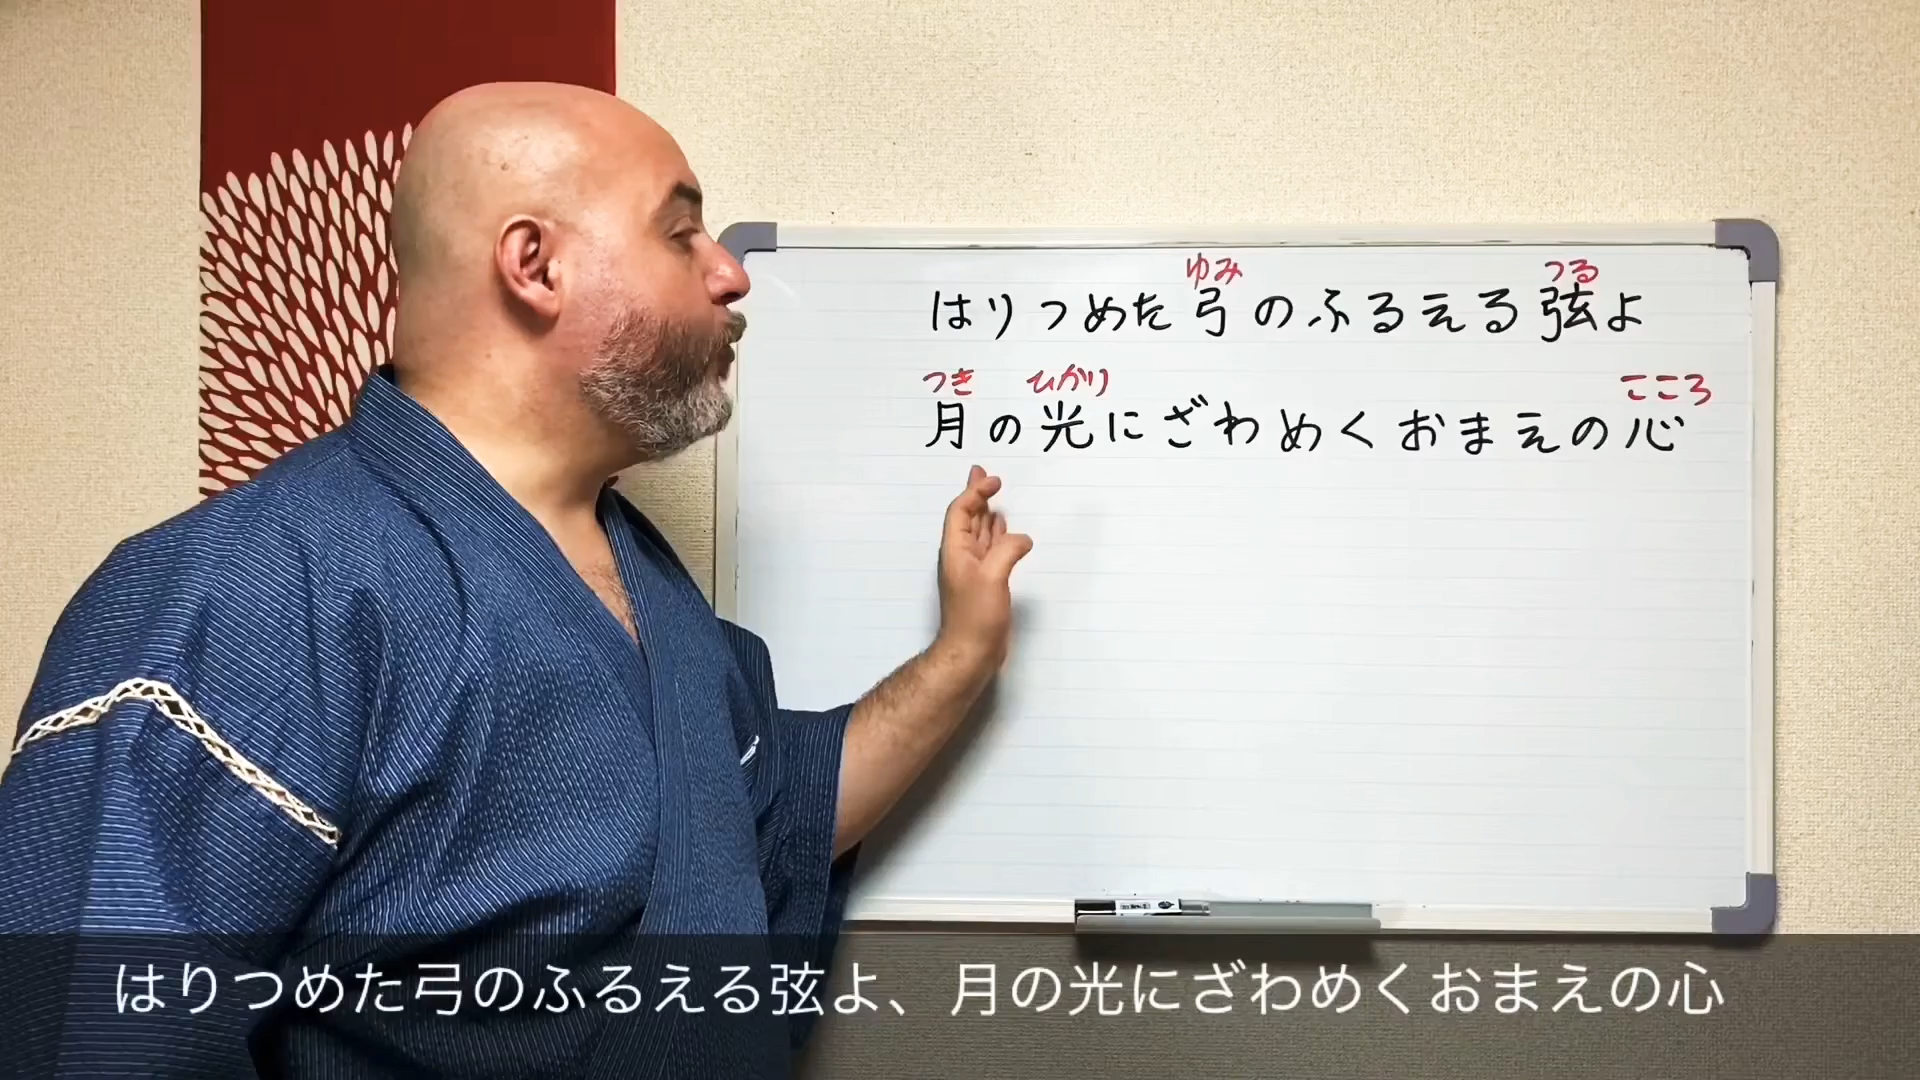 ゆみ つる
はりつめた弓のふるえる弦よ
つき ひかり こころ
月の光にざわめくおまえの心
はりつめた弓のふるえる弦よ、月の光にざわめくおまえの心